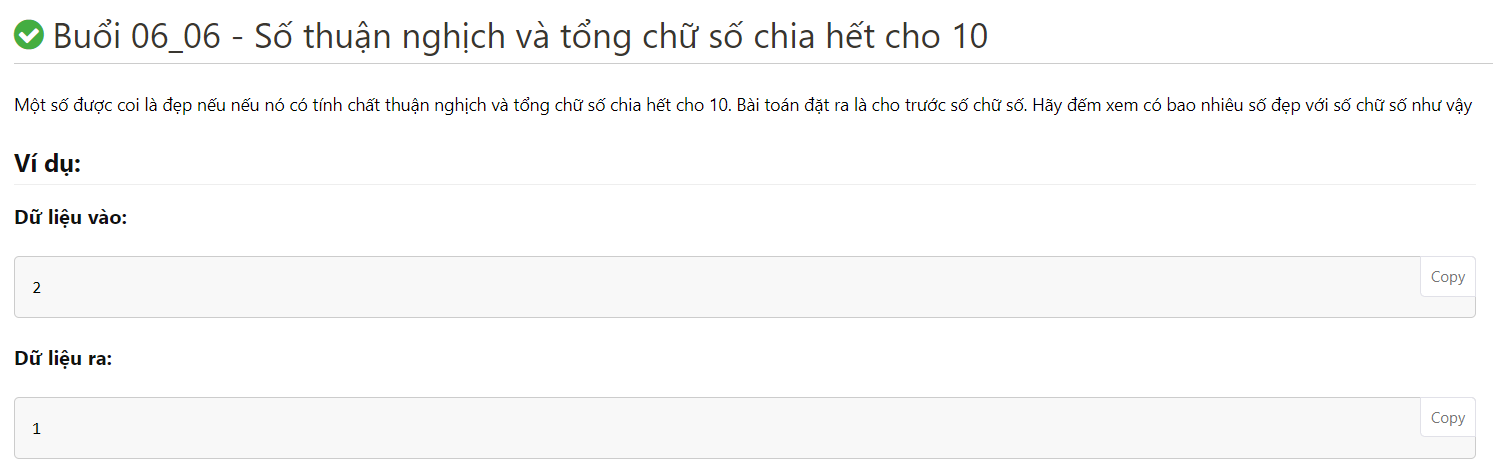 Buổi 06_06 - Số thuận nghịch và tổng chữ số chia hết cho 10
Một số được coi là đẹp nếu nếu nó có tính chất thuận nghịch và tổng chữ số chia hết cho 10. Bài toán đặt ra là cho trước số chữ số. Hãy đếm xem có bao nhiêu số đẹp với số chữ số như vậy
Ví dụ:
Dữ liệu vào:
Copy
2
Dữ liệu ra:
Copy
1